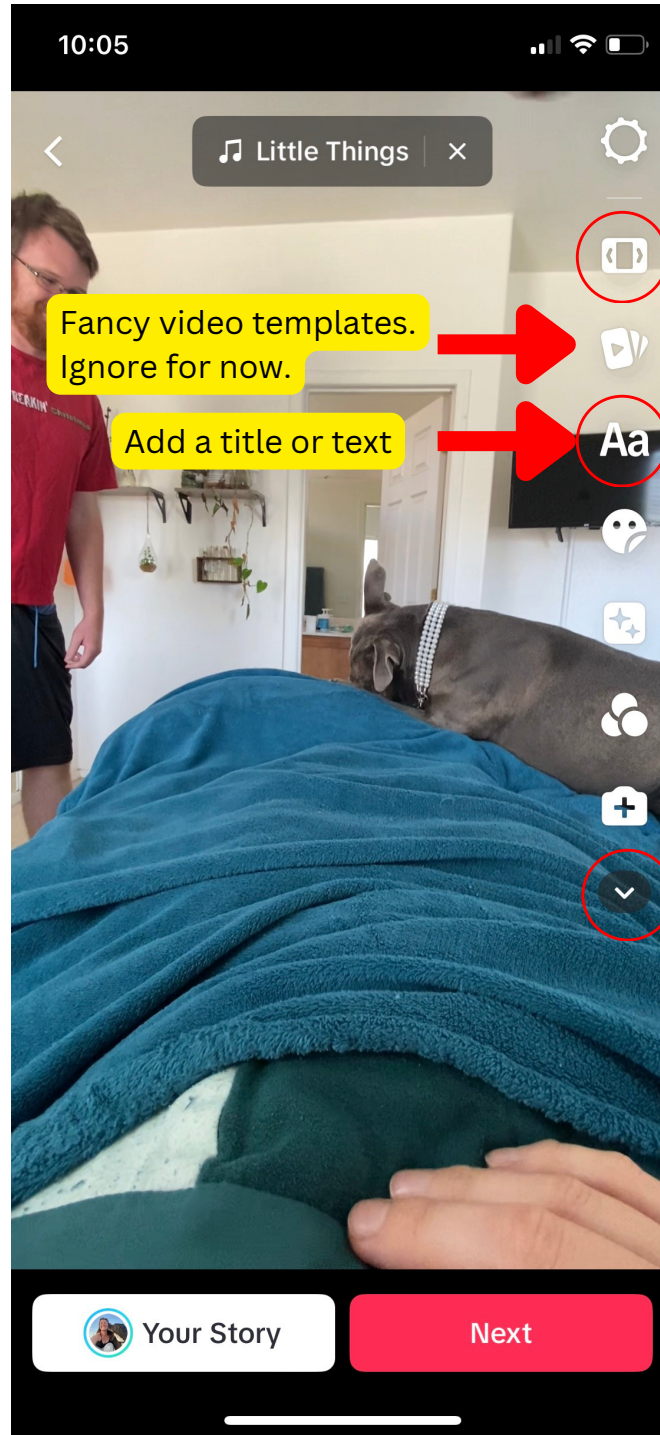 10:05
Little Things
Fancy video templates.
Ignore for now.
Add a title or text
Aa
Your Story
Next